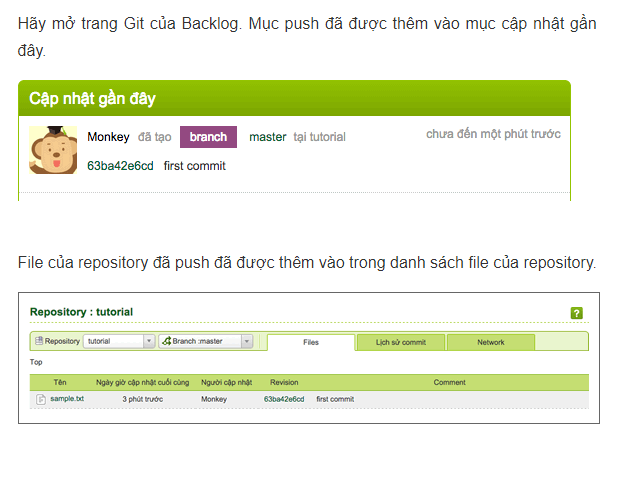 Hãy mở trang Git của Backlog. Mục push đã được thêm vào mục cập nhật gần
đây.
Cập nhật gần đây
Monkey đã tạo branch master tại tutorial chưa đến một phút trước
63ba42e6cd first commit
File của repository đã push đã được thêm vào trong danh sách file của repository.
Repository : tutorial ?
Repository tutorial Branch :master Files Lịch sử commit Network
Top
Tên Ngày giờ cập nhật cuối cùng Người cập nhật Revision Comment
sample.txt 3 phút trước Monkey 63ba42e6cd first commit